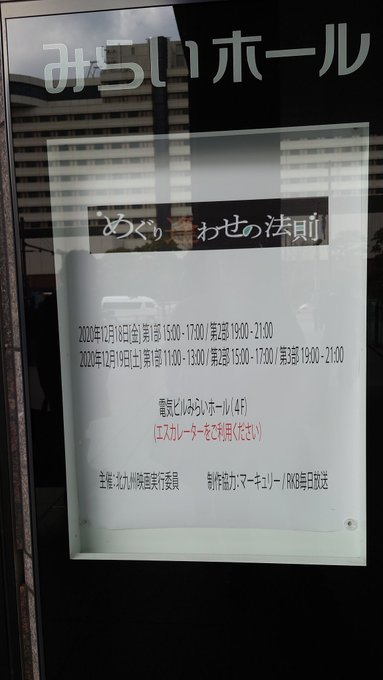 みらいホール
めぐり わせの法則
2020年12月18日(金) 第1部 15:00 - 17:00 / 第2部 19:00 - 21:00
2020年12月19日(土) 第1部 11:00 - 13:00 / 第2部 15:00 - 17:00 / 第3部 19:00 - 21:00
電気ビルみらいホール(4F)
(エスカレーターをご利用ください)
主催:北九州映画実行委員 制作協力:マーキュリー / RKB毎日放送